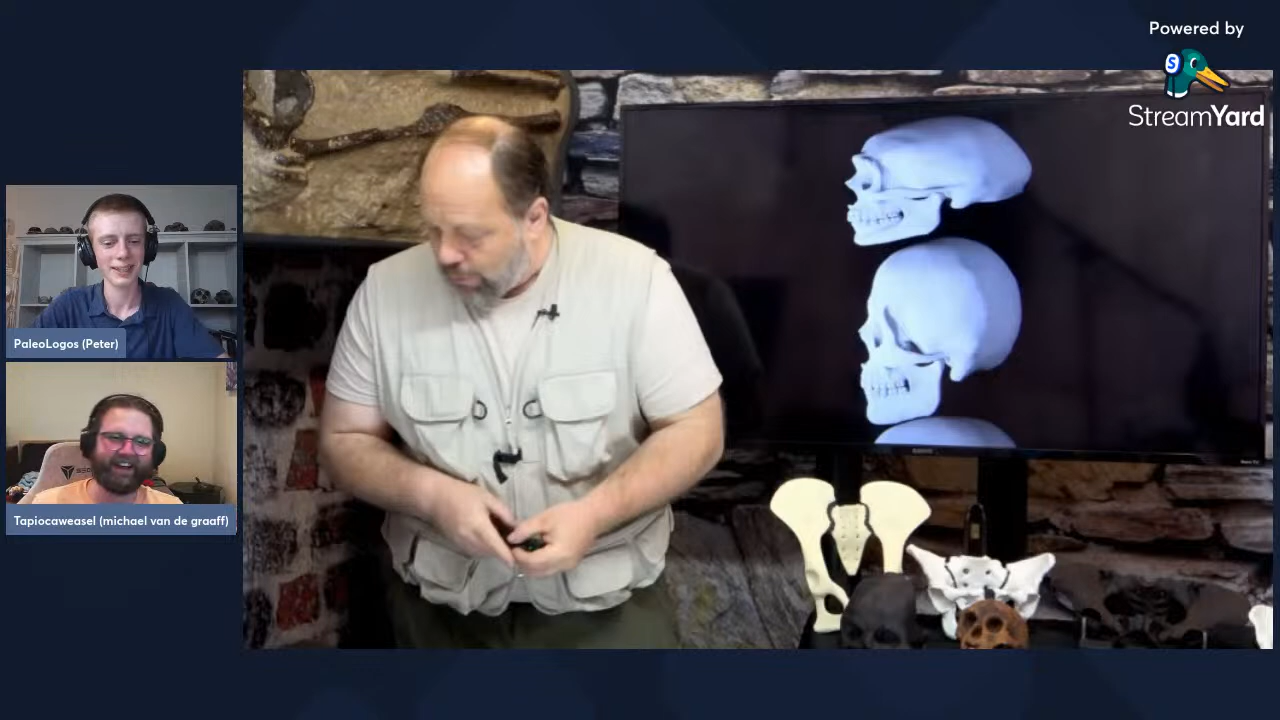 Powered by
S
StreamYard
PaleoLogos (Peter)
Tapiocaweasel (michael van de graaff)